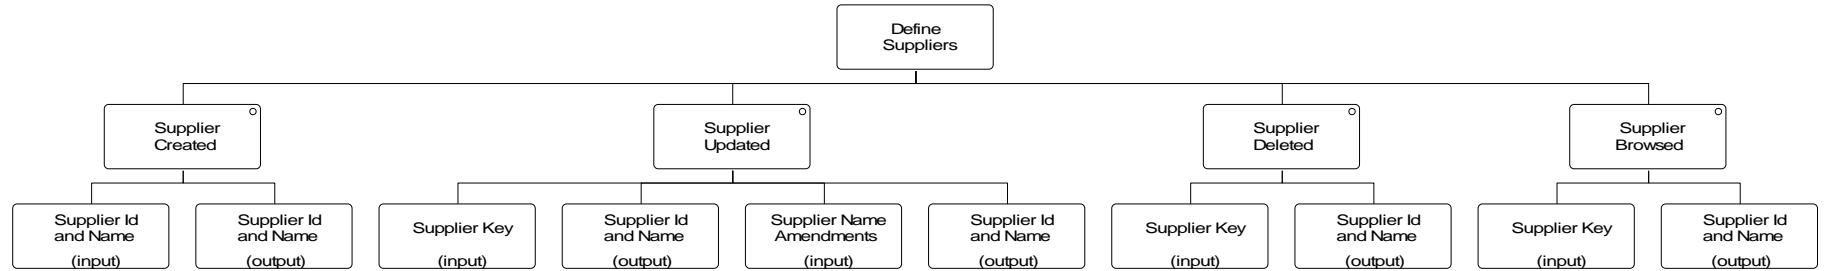 Define
Suppliers
Supplier
Created
Supplier
Updated
Supplier
Deleted
Supplier
Browsed
Supplier Id
and Name
(input)
Supplier Id
and Name
(output)
Supplier Key
(input)
Supplier Id
and Name
(output)
Supplier Name
Amendments
(input)
Supplier Id
and Name
(output)
Supplier Key
(input)
Supplier Id
and Name
(output)
Supplier Key
(input)
Supplier Id
and Name
(output)